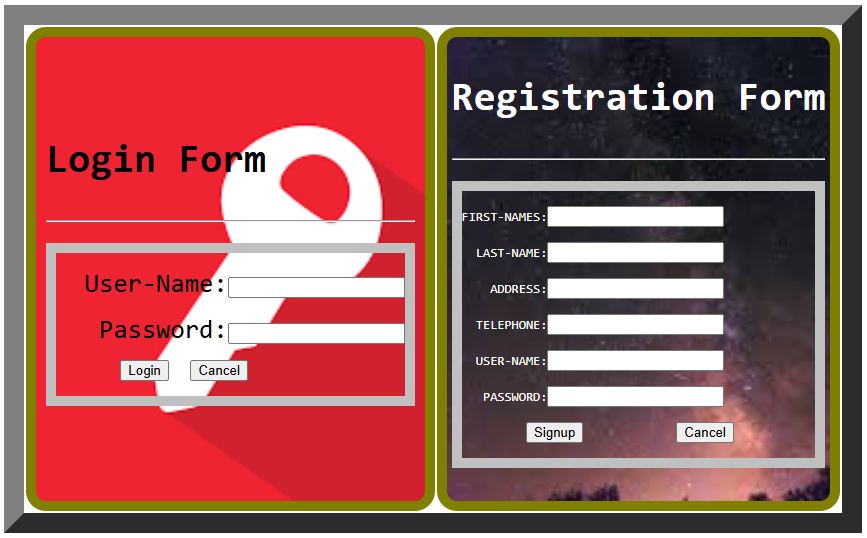 Login Form
User-Name:
Password:
Login Cancel
Registration Form
FIRST-NAMES:
LAST-NAME:
ADDRESS:
TELEPHONE:
USER-NAME:
PASSWORD:
Signup Cancel